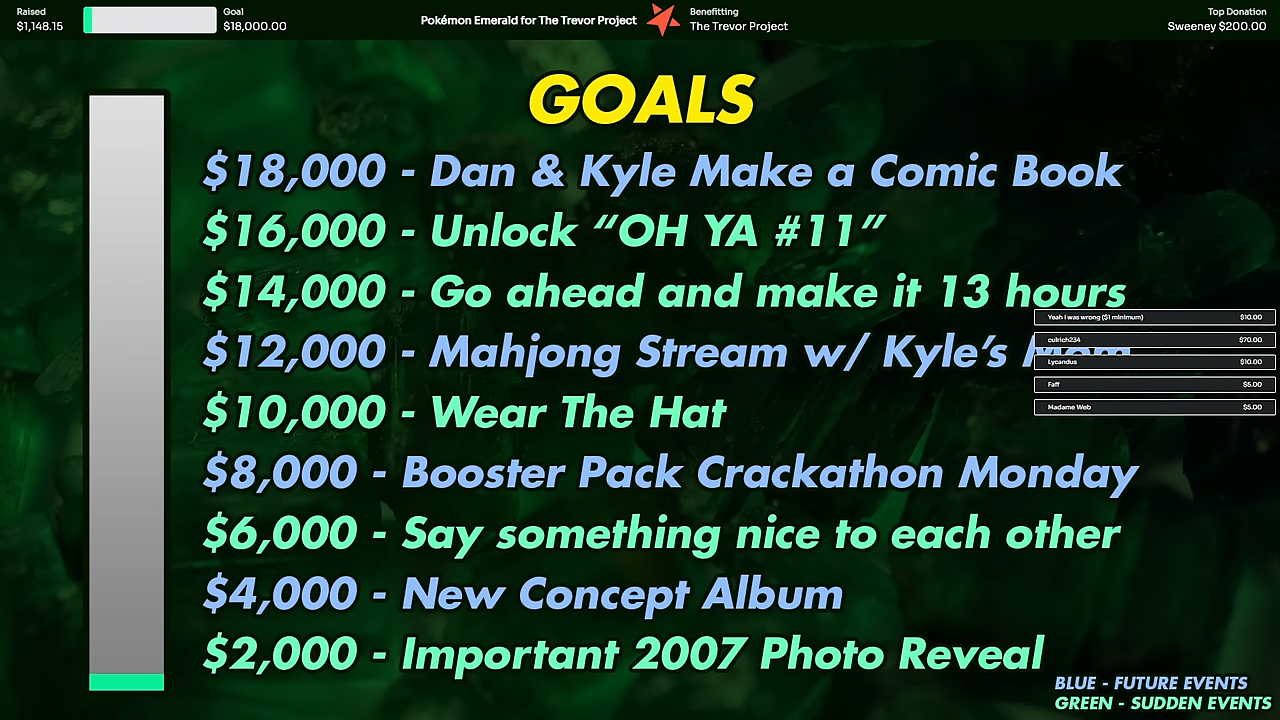 Raised
$1,148.15
Goal
$18,000.00
Pokémon Emerald for The Trevor Project
Benefitting
The Trevor Project
Top Donation
Sweeney $200.00
GOALS
$18,000 - Dan & Kyle Make a Comic Book
$16,000 - Unlock “OH YA #11”
$14,000 - Go ahead and make it 13 hours
Yeah I was wrong ($1 minimum) $10.00
culrich234 $70.00
$12,000 - Mahjong Stream w/ Kyle’s Mom
Lycandus $10.00
Faff $5.00
Madame Web $5.00
$10,000 - Wear The Hat
$8,000 - Booster Pack Crackathon Monday
$6,000 - Say something nice to each other
$4,000 - New Concept Album
$2,000 - Important 2007 Photo Reveal
BLUE - FUTURE EVENTS
GREEN - SUDDEN EVENTS